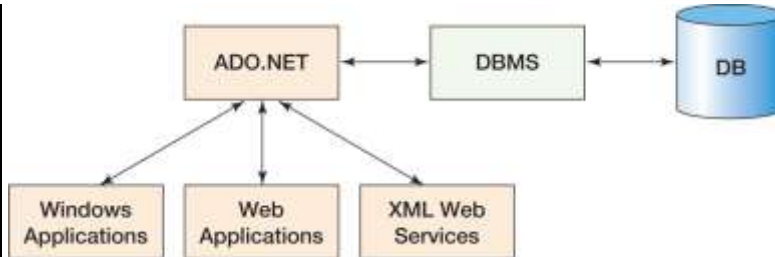 ADO.NET
DBMS
DB
Windows
Applications
Web
Applications
XML Web
Services